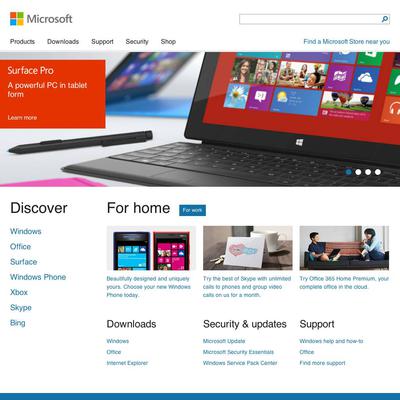 Microsoft
Products Downloads Support Security Shop Find a Microsoft Store near you
Surface Pro
A powerful PC in tablet
form
Learn more
Discover
Windows
Office
Surface
Windows Phone
Xbox
Skype
Bing
For home For work
Beautifully designed and uniquely
yours. Choose your new Windows
Phone today.
Try the best of Skype with unlimited
calls to phones and group video
calls on us for a month.
Try Office 365 Home Premium, your
complete office in the cloud.
Downloads
Windows
Office
Internet Explorer
Security & updates
Microsoft Update
Microsoft Security Essentials
Windows Service Pack Center
Support
Windows help and how-to
Office
Find more support